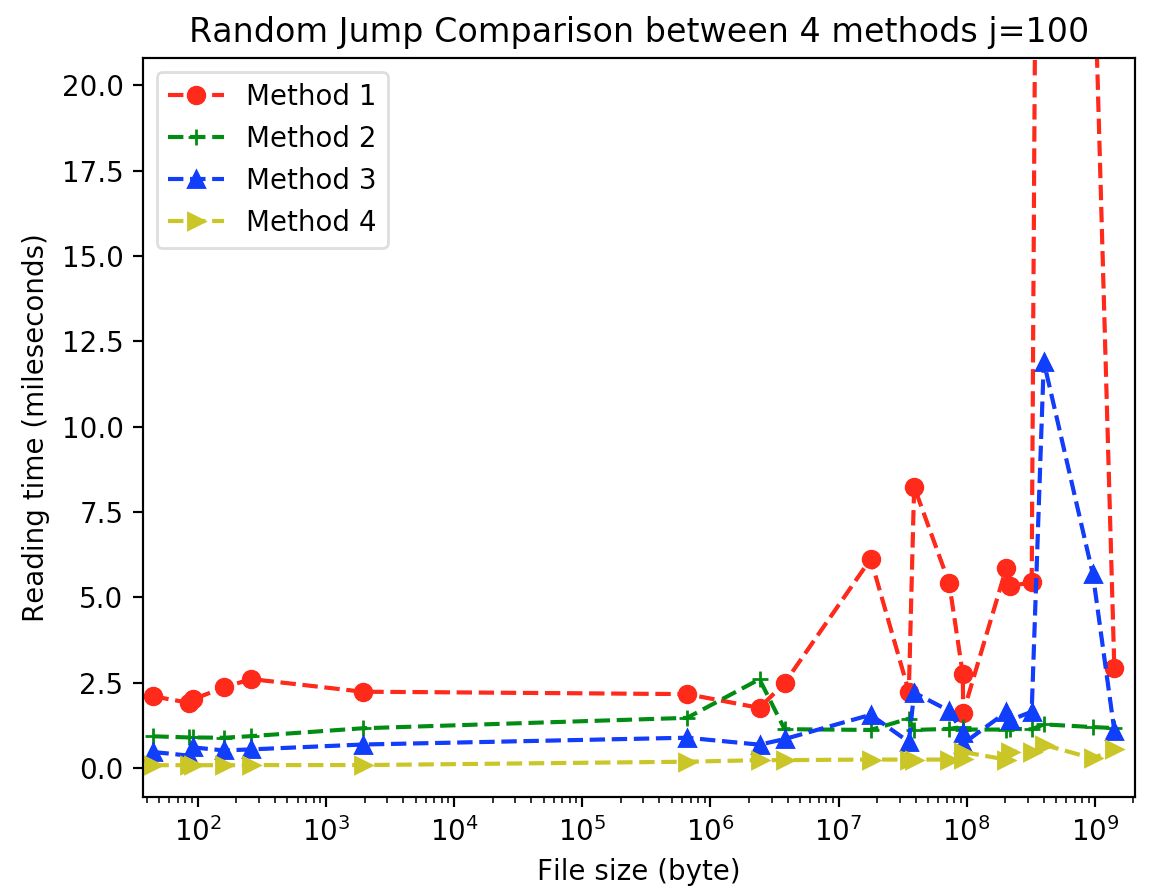 Random Jump Comparison between 4 methods j=100
20.0
17.5
15.0
12.5
10.0
7.5
5.0
2.5
0.0
Reading time (mileseconds)
Method 1
Method 2
Method 3
Method 4
10² 10³ 10⁴ 10⁵ 10⁶ 10⁷ 10⁸ 10⁹
File size (byte)